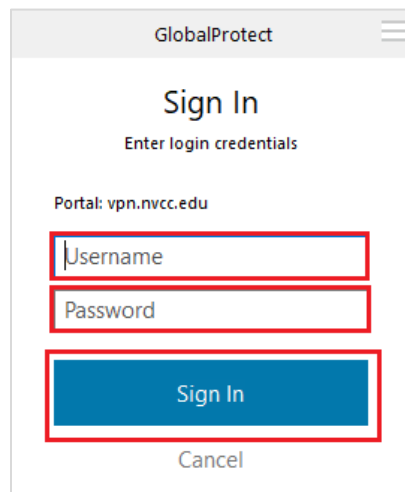 GlobalProtect
Sign In
Enter login credentials
Portal: vpn.nvcc.edu
Username
Password
Sign In
Cancel